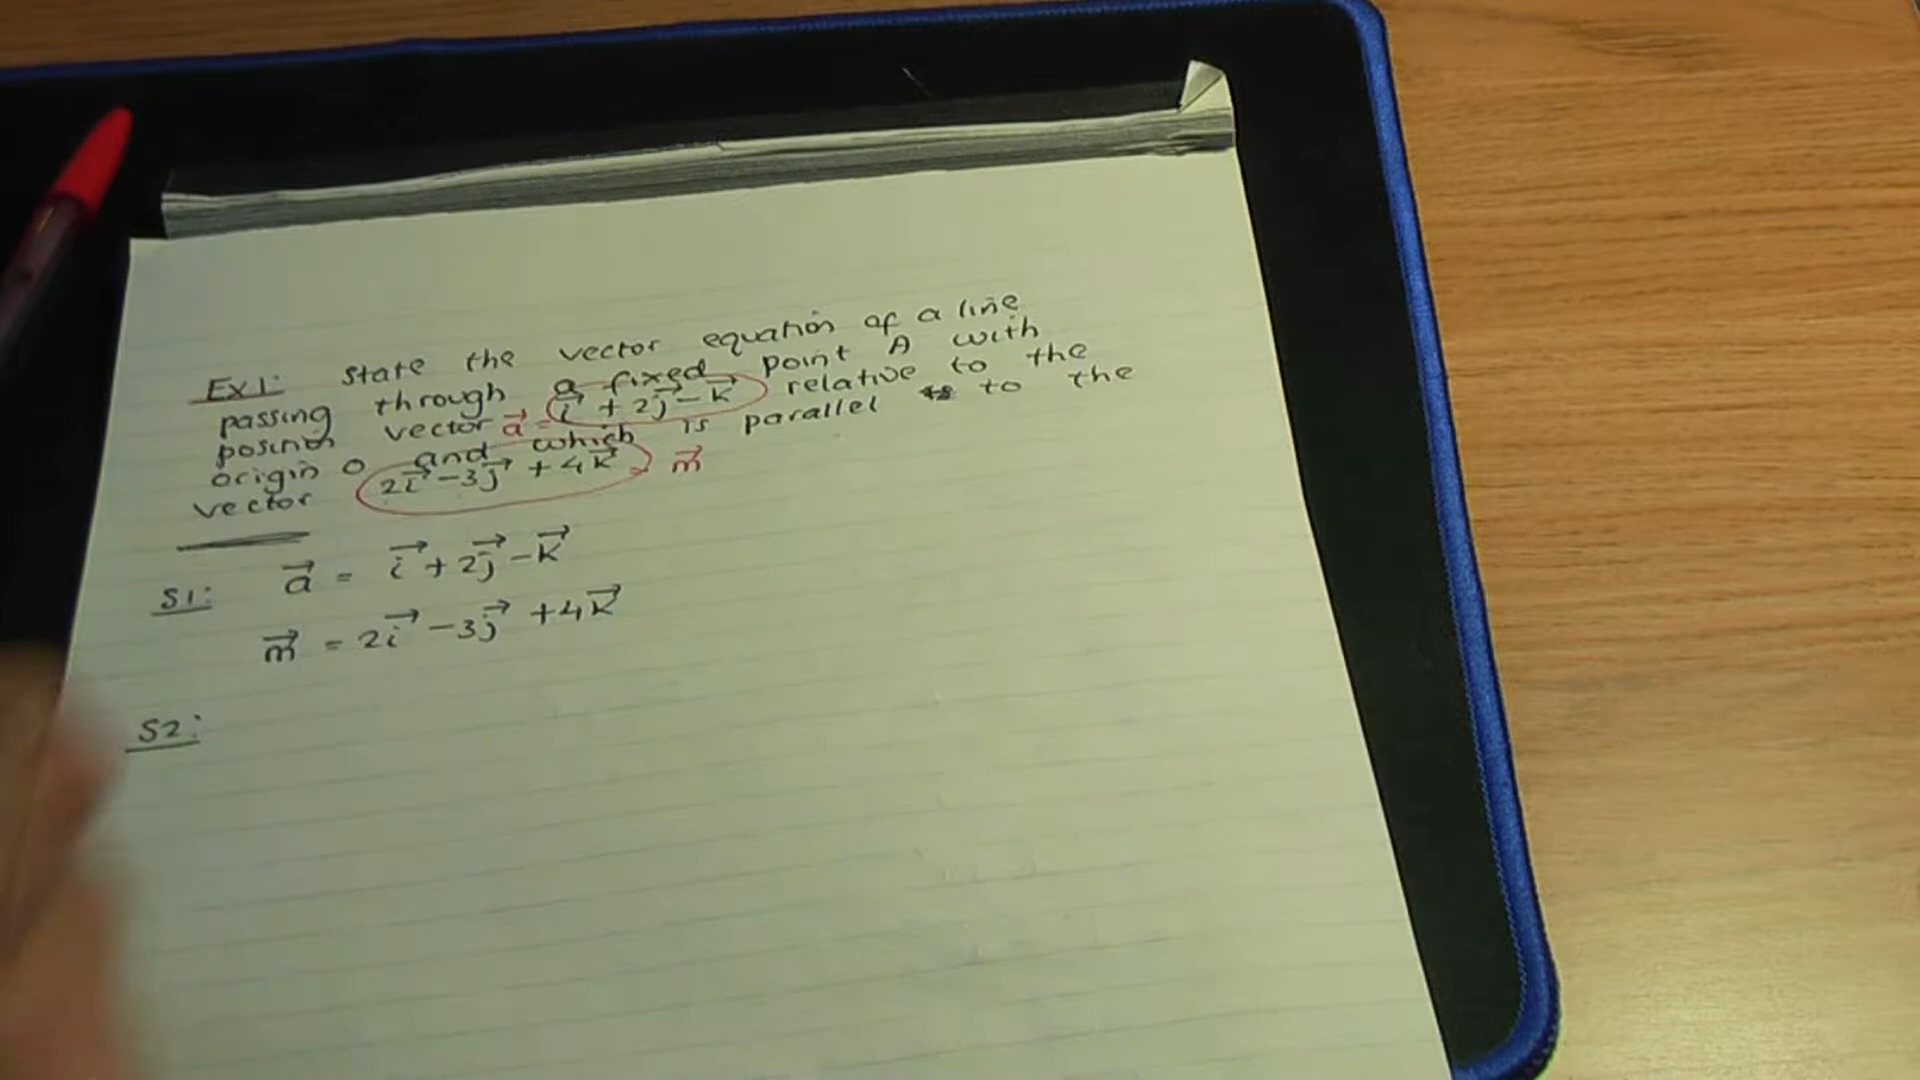 Ex1: state the vector equation of a line
passing through a fixed point A with
position vector a⃗ = i⃗ + 2j⃗ - k⃗ relative to the
origin O and which is parallel to the
vector 2i⃗ - 3j⃗ + 4k⃗ = m⃗
S1: a⃗ = i⃗ + 2j⃗ - k⃗
m⃗ = 2i⃗ - 3j⃗ + 4k⃗
S2: